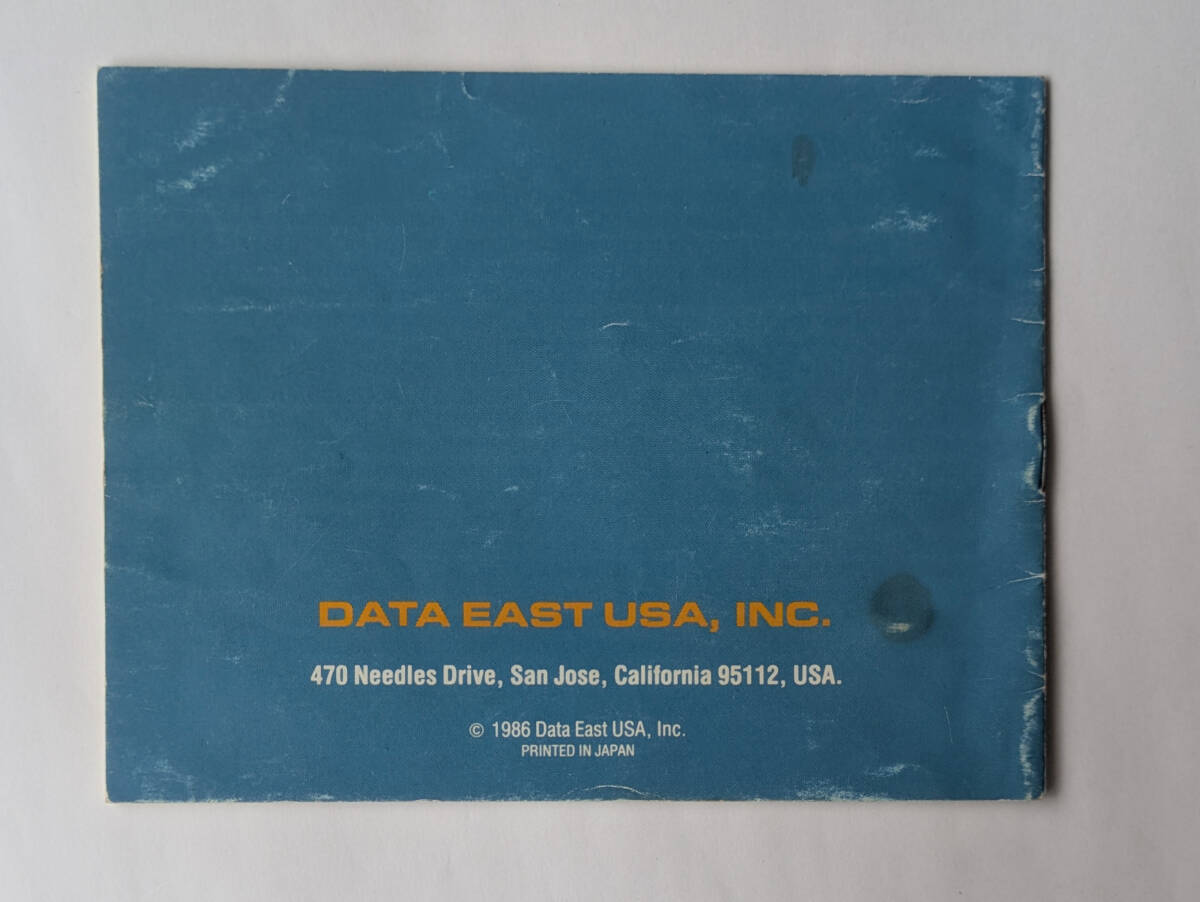 DATA EAST USA, INC.
470 Needles Drive, San Jose, California 95112, USA.
© 1986 Data East USA, Inc.
PRINTED IN JAPAN